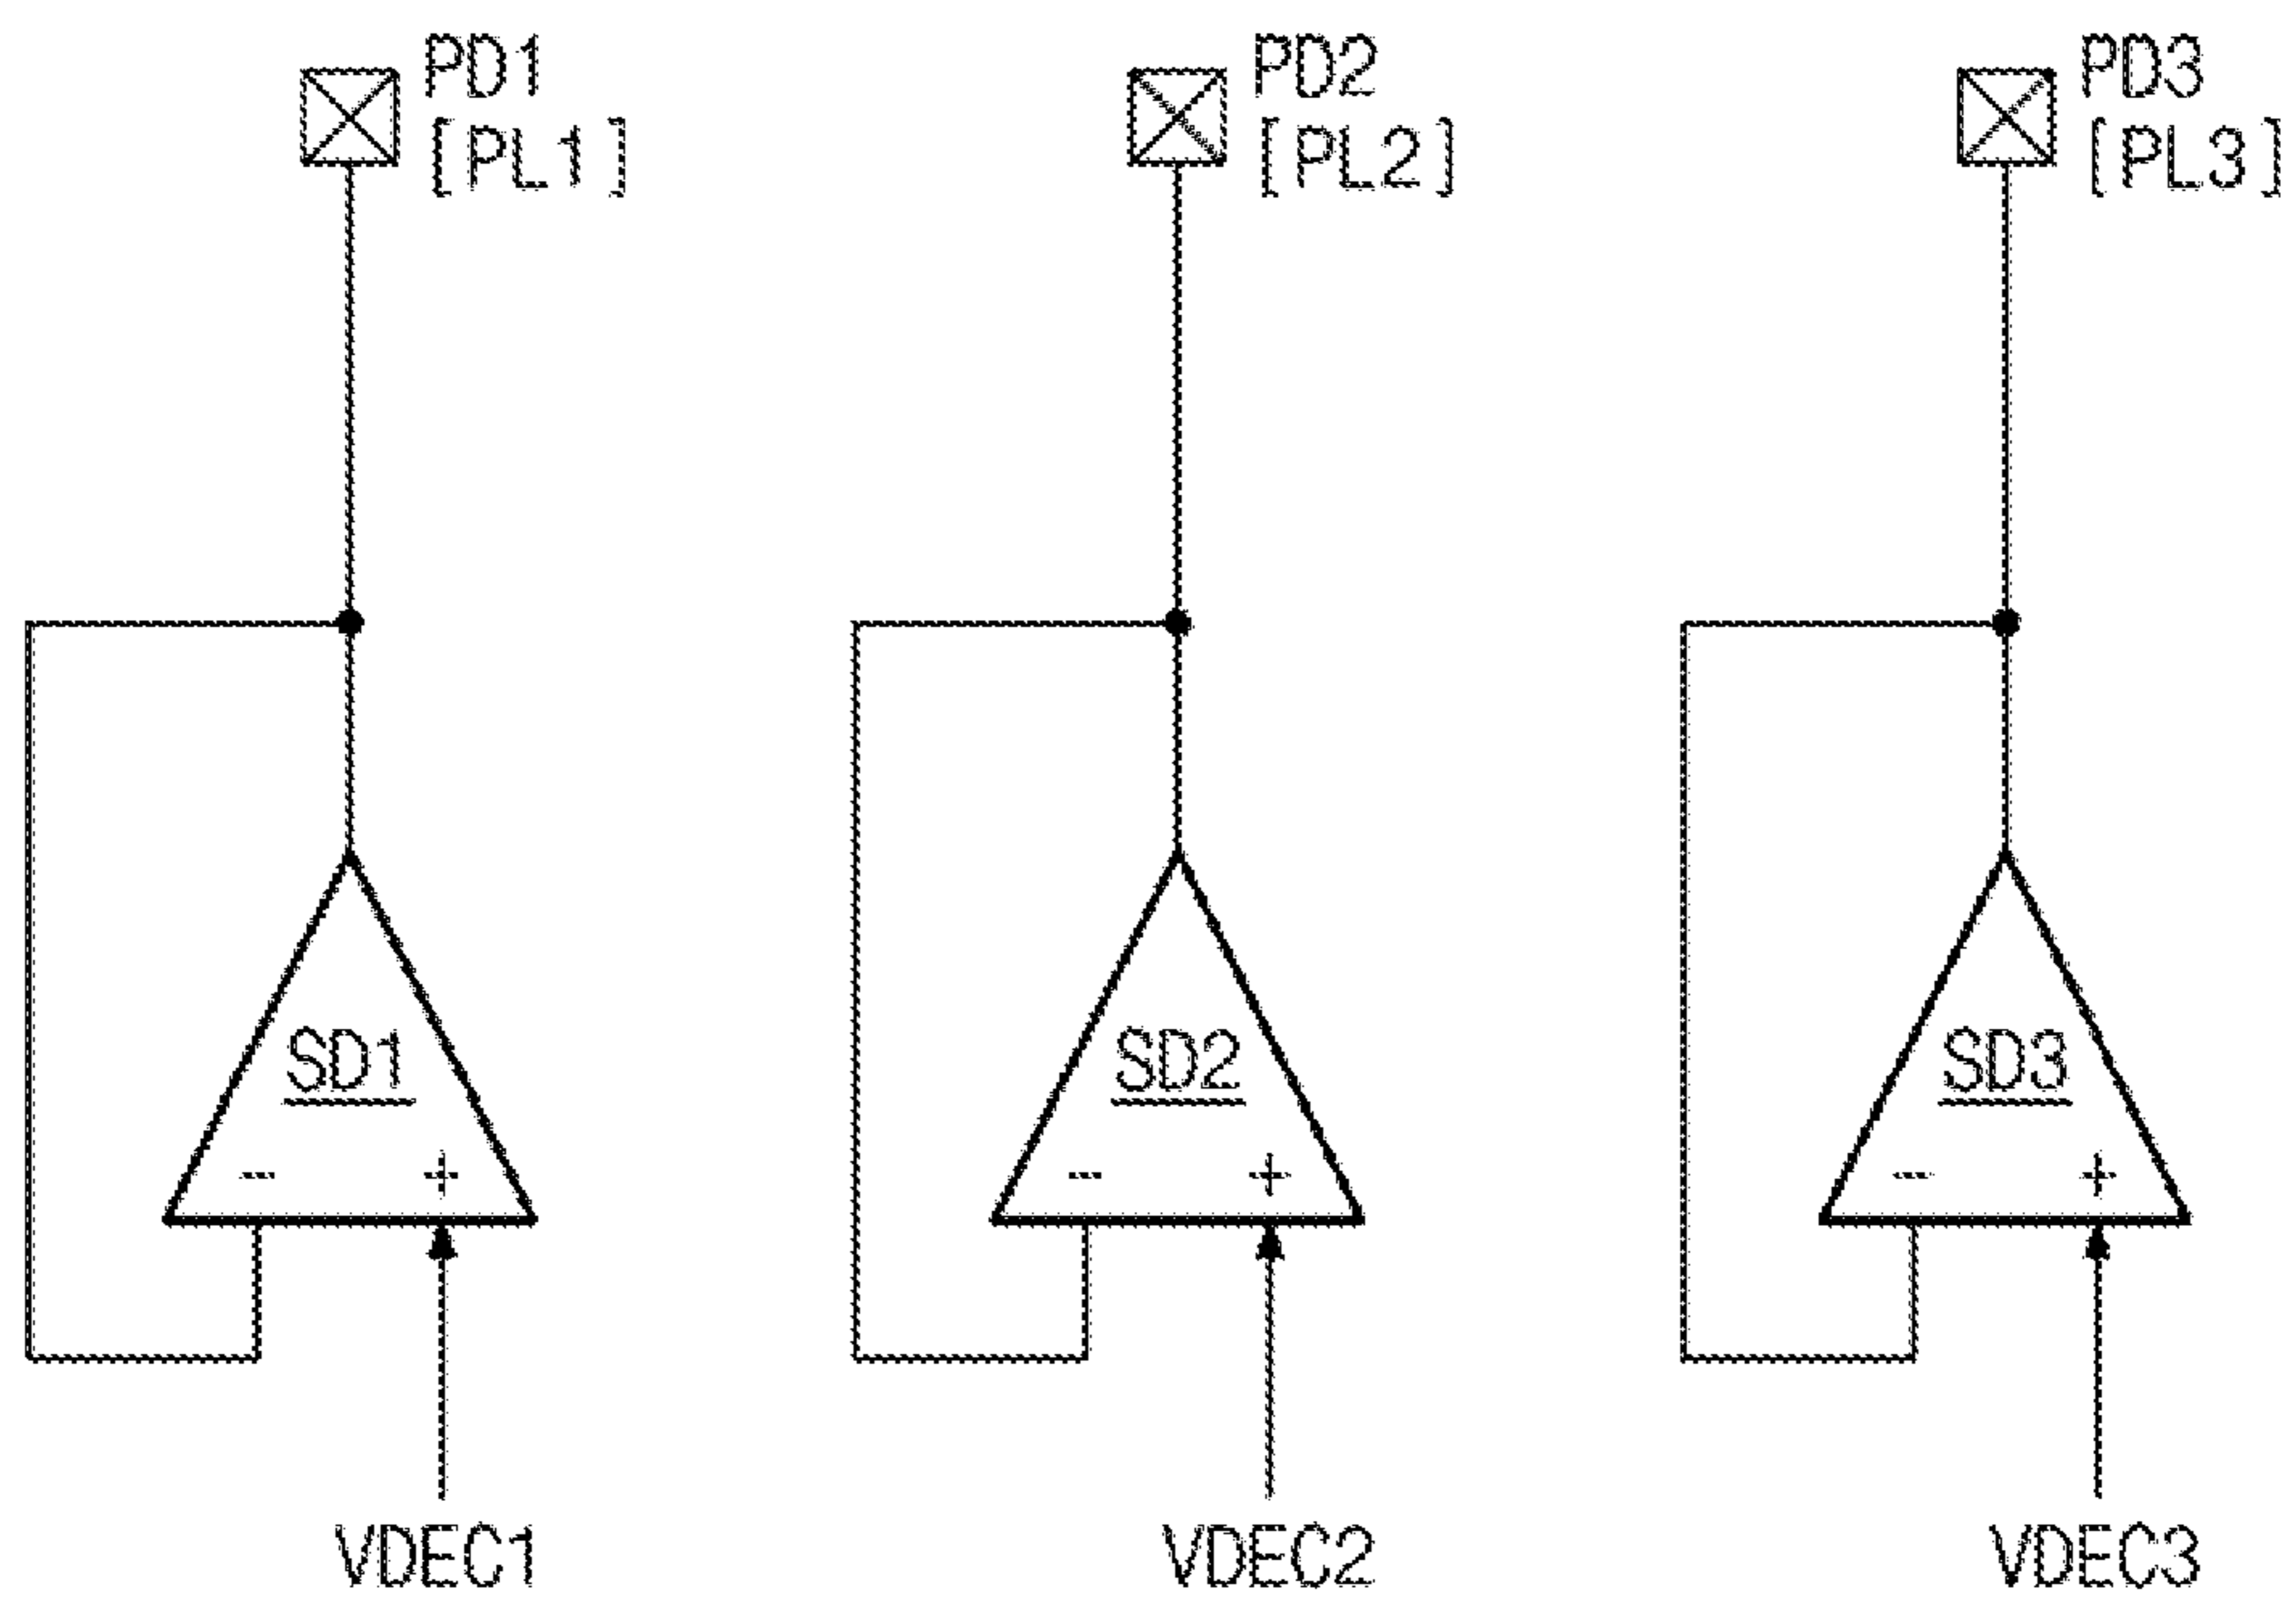 PD1
[PL1]
PD2
[PL2]
PD3
[PL3]
SD1
- +
SD2
- +
SD3
- +
VDEC1
VDEC2
VDEC3